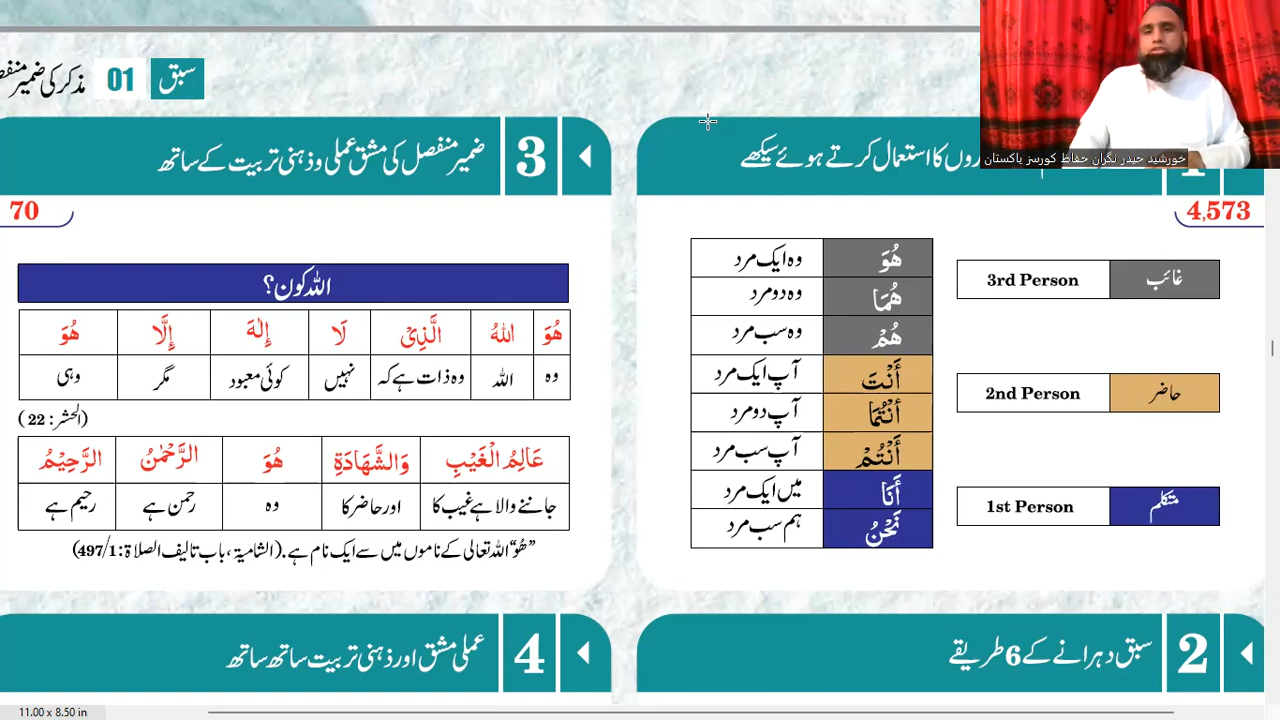 سبق 01 مذکر کی ضمیر
خورشید حیدر نگران حفاظ کورسز پاکستان
1 کا استعمال کرتے ہوئے سیکھے
4,573
هُوَ وہ ایک مرد
هُمَا وہ دو مرد
هُمْ وہ سب مرد
أَنْتَ آپ ایک مرد
أَنْتُمَا آپ دو مرد
أَنْتُمْ آپ سب مرد
أَنَا میں ایک مرد
نَحْنُ ہم سب مرد
غائب 3rd Person
حاضر 2nd Person
متکلم 1st Person
2 سبق دہرانے کے 6 طریقے
3 ضمیر منفصل کی مشق عملی و ذہنی تربیت کے ساتھ
70
اللہ کون؟
هُوَ اللهُ الَّذِیْ لَا إِلٰهَ إِلَّا هُوَ
وہ اللہ وہ ذات ہے کہ نہیں کوئی معبود مگر وہی
(الحشر: 22)
عَالِمُ الْغَيْبِ وَالشَّهَادَةِ هُوَ الرَّحْمٰنُ الرَّحِيْمُ
جاننے والا ہے غیب کا اور حاضر کا وہ رحمن ہے رحیم ہے
”هُوَ“ اللہ تعالی کے ناموں میں سے ایک نام ہے۔ (الشامیۃ، باب تالیف الصلاۃ: 497/1)
4 عملی مشق اور ذہنی تربیت ساتھ ساتھ
11.00 x 8.50 in